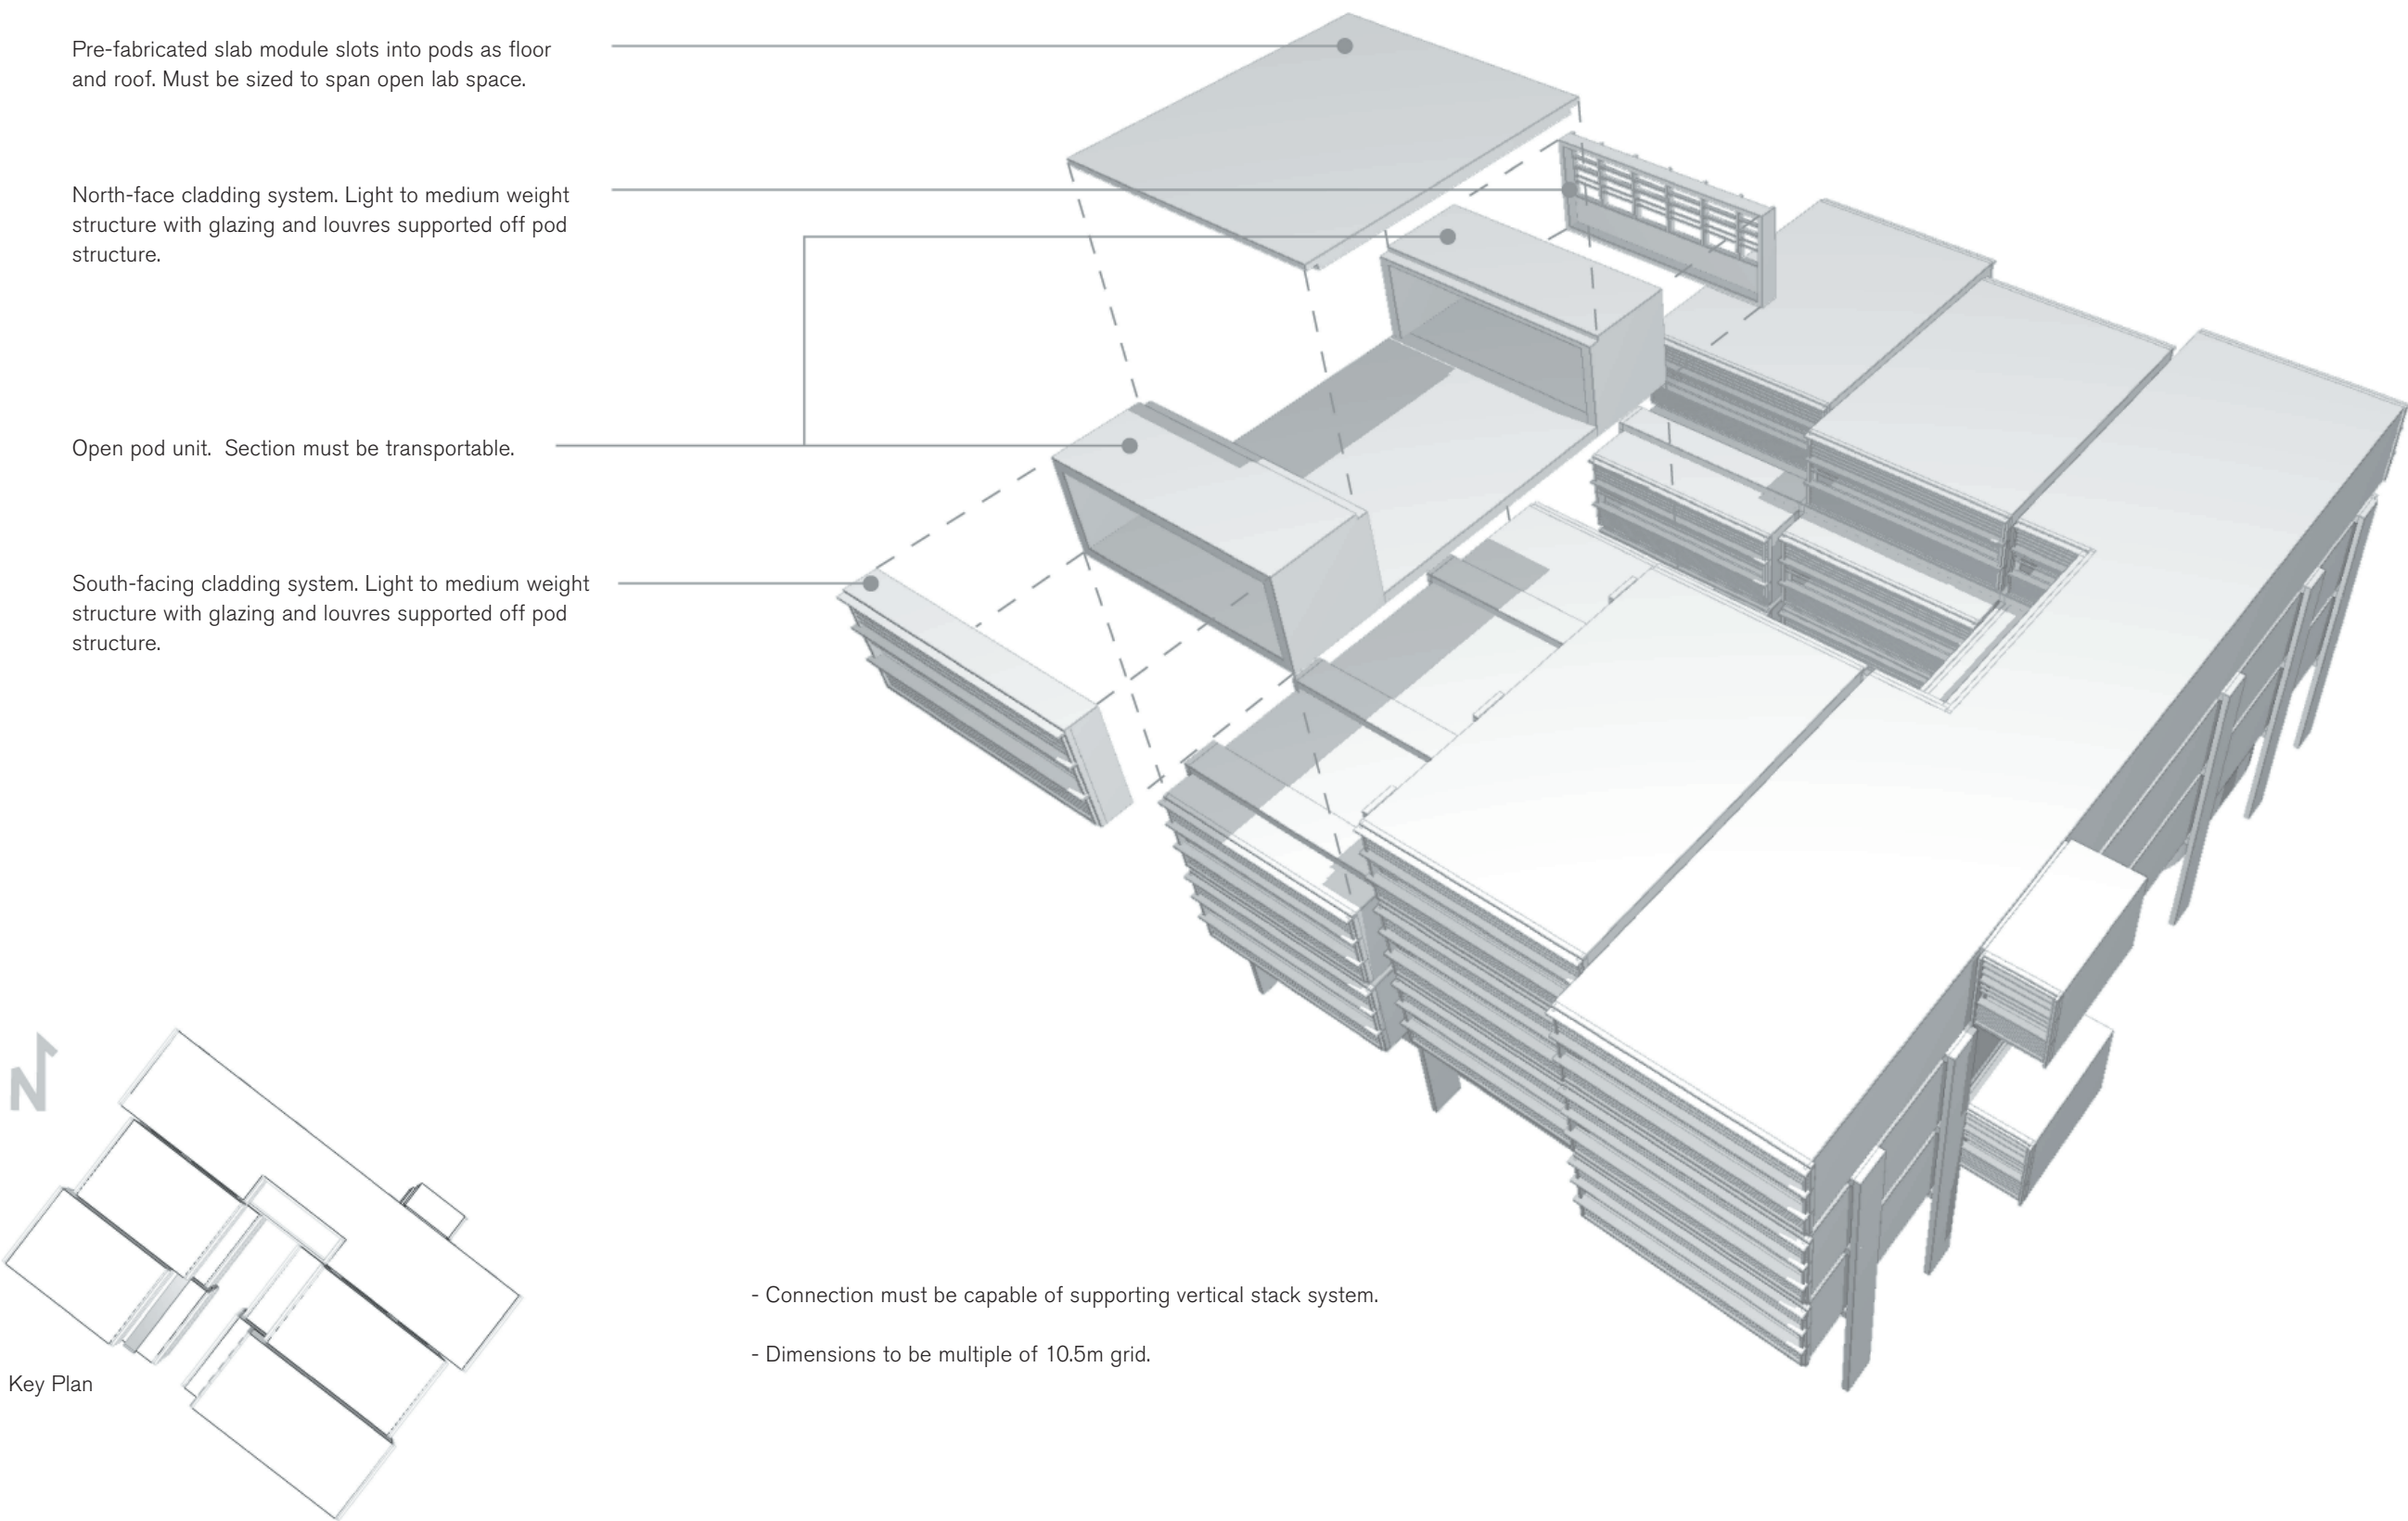 Pre-fabricated slab module slots into pods as floor
and roof. Must be sized to span open lab space.
North-face cladding system. Light to medium weight
structure with glazing and louvres supported off pod
structure.
Open pod unit.  Section must be transportable.
South-facing cladding system. Light to medium weight
structure with glazing and louvres supported off pod
structure.
N
Key Plan
- Connection must be capable of supporting vertical stack system.
- Dimensions to be multiple of 10.5m grid.